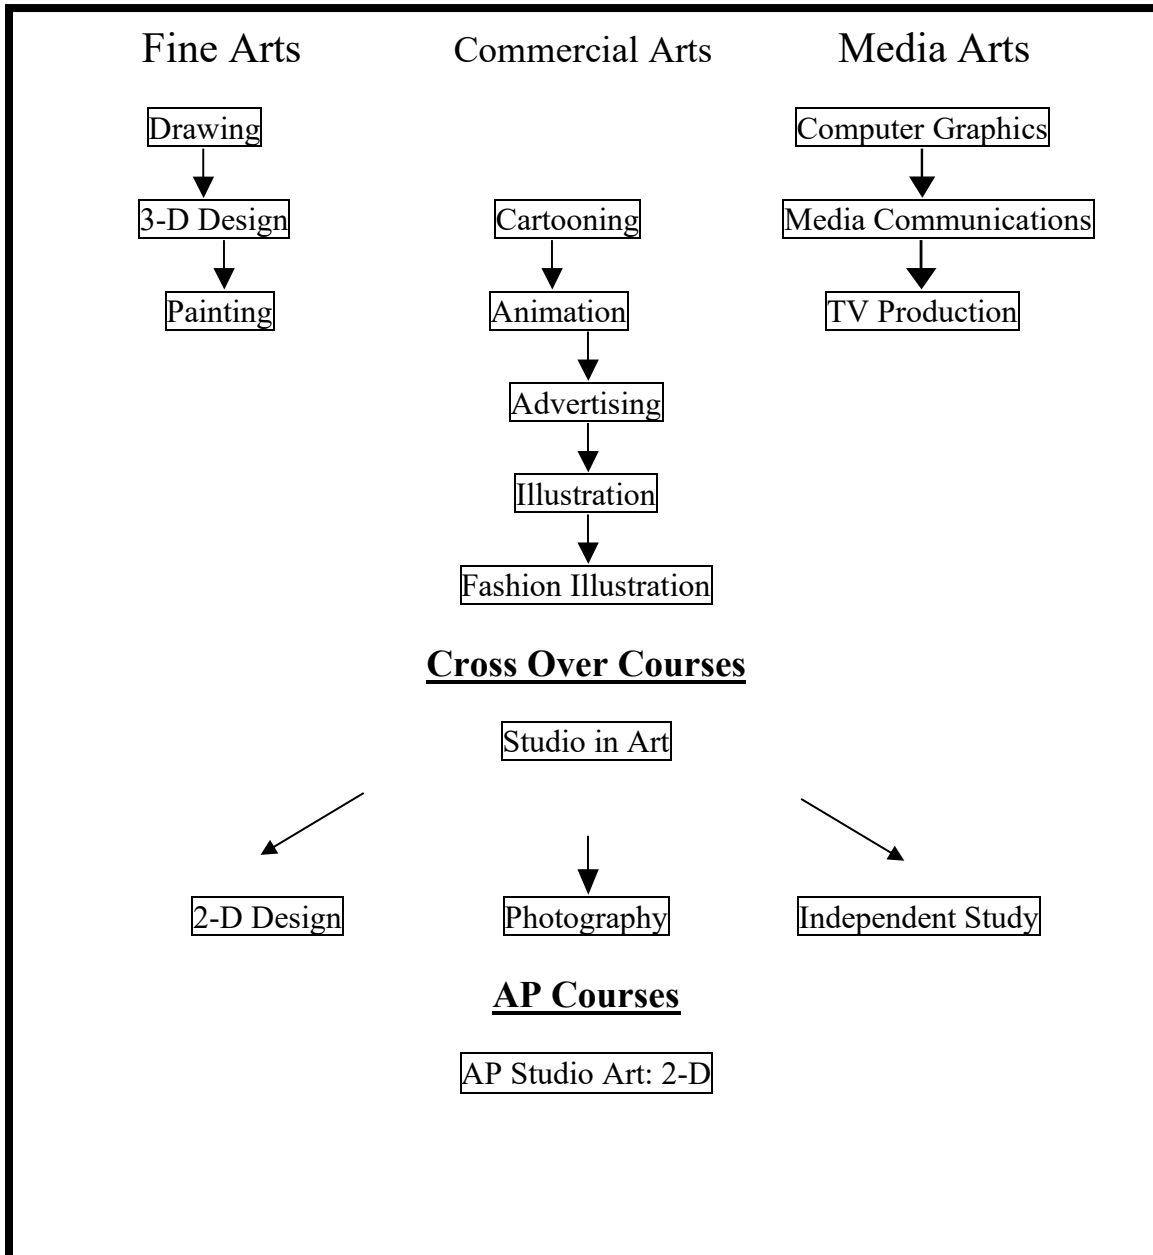 Fine Arts Commercial Arts Media Arts
Drawing Computer Graphics
3-D Design Cartooning Media Communications
Painting Animation TV Production
Advertising
Illustration
Fashion Illustration
Cross Over Courses
Studio in Art
2-D Design Photography Independent Study
AP Courses
AP Studio Art: 2-D